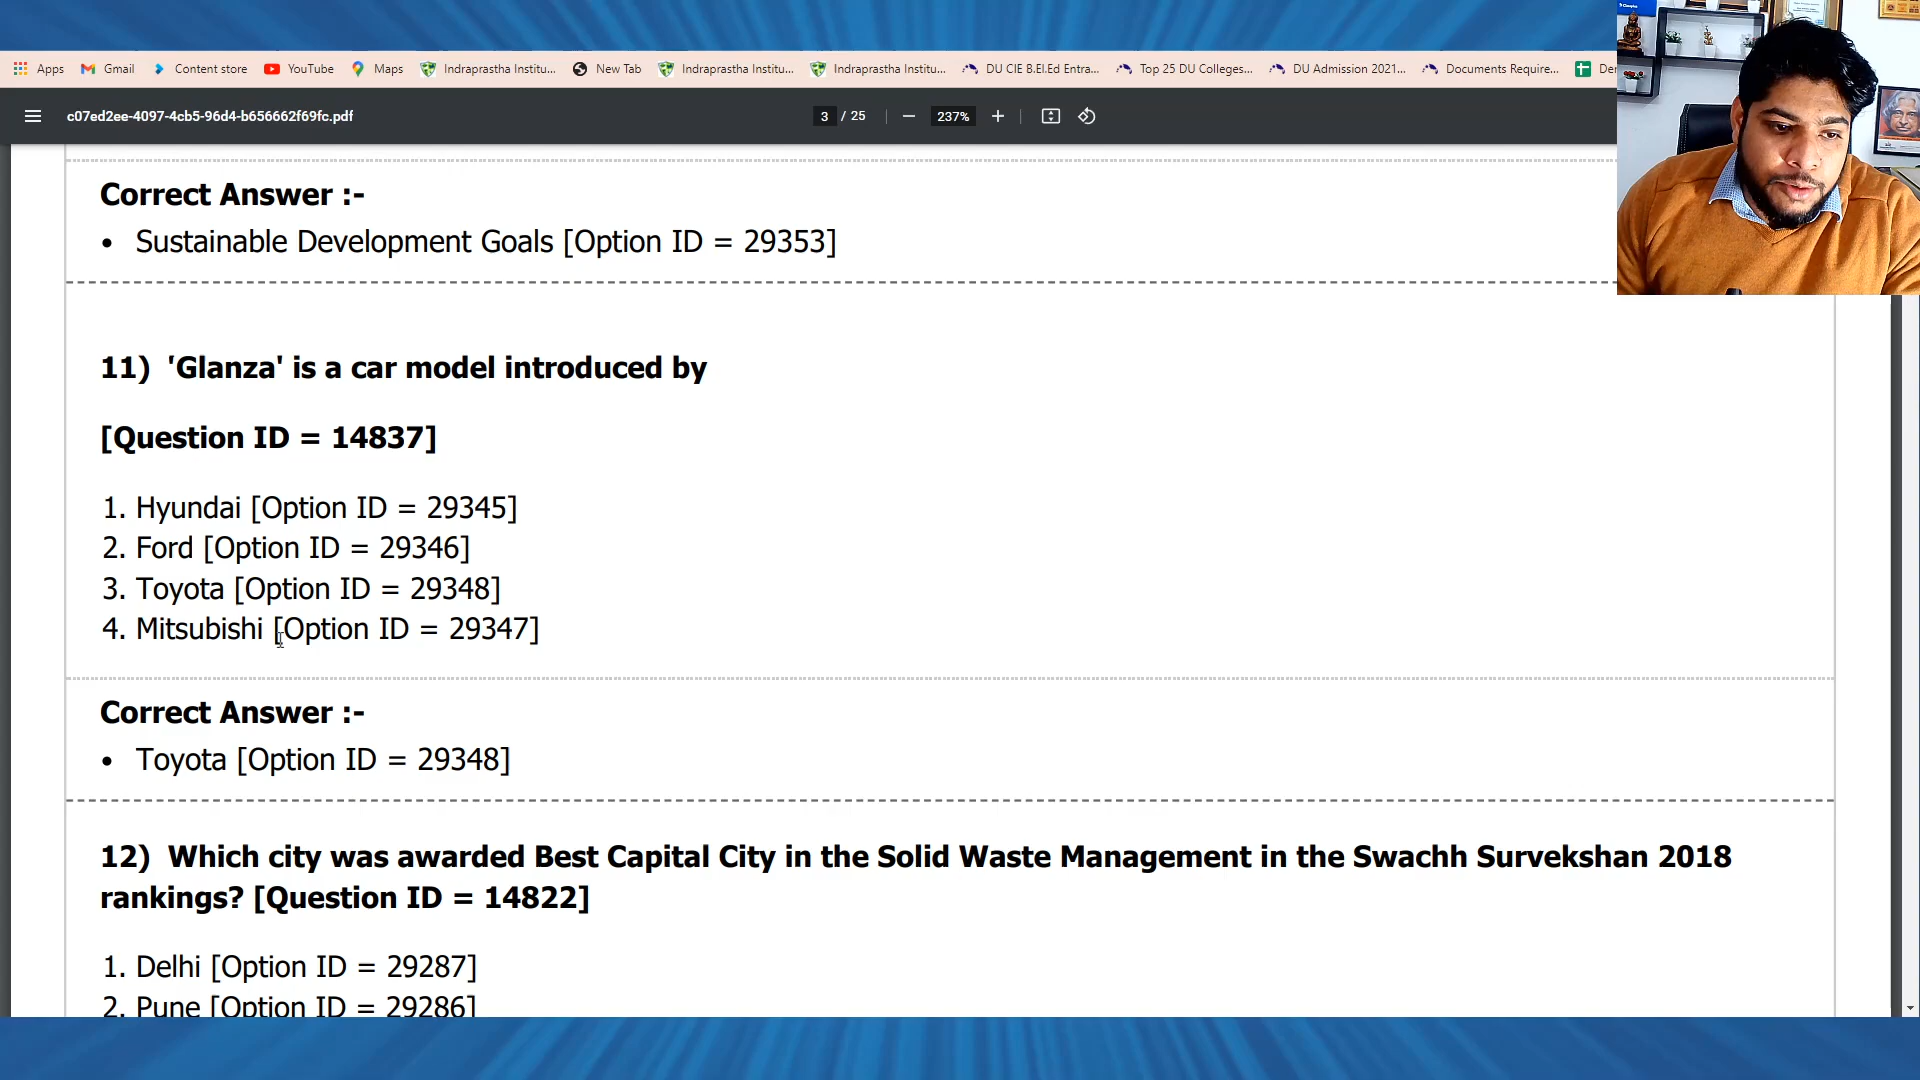 Apps Gmail Content store YouTube Maps Indraprastha Institu... New Tab Indraprastha Institu... Indraprastha Institu... DU CIE B.El.Ed Entra... Top 25 DU Colleges... DU Admission 2021... Documents Require... Der
c07ed2ee-4097-4cb5-96d4-b656662f69fc.pdf 3 / 25 237%
Correct Answer :-
• Sustainable Development Goals [Option ID = 29353]
11) 'Glanza' is a car model introduced by
[Question ID = 14837]
1. Hyundai [Option ID = 29345]
2. Ford [Option ID = 29346]
3. Toyota [Option ID = 29348]
4. Mitsubishi [Option ID = 29347]
Correct Answer :-
• Toyota [Option ID = 29348]
12) Which city was awarded Best Capital City in the Solid Waste Management in the Swachh Survekshan 2018
rankings? [Question ID = 14822]
1. Delhi [Option ID = 29287]
2. Pune [Option ID = 29286]